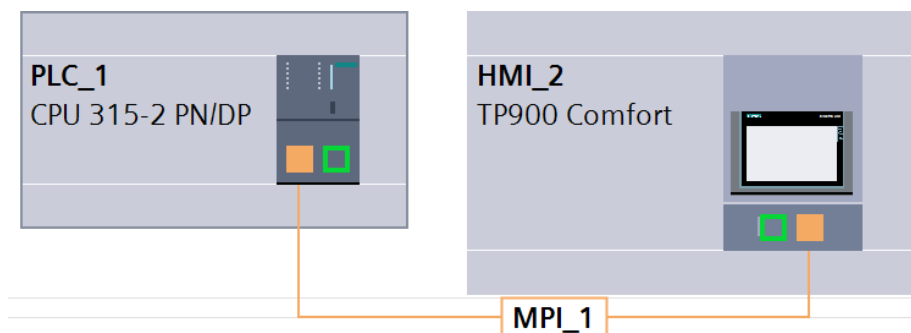 PLC_1
CPU 315-2 PN/DP
HMI_2
TP900 Comfort
MPI_1